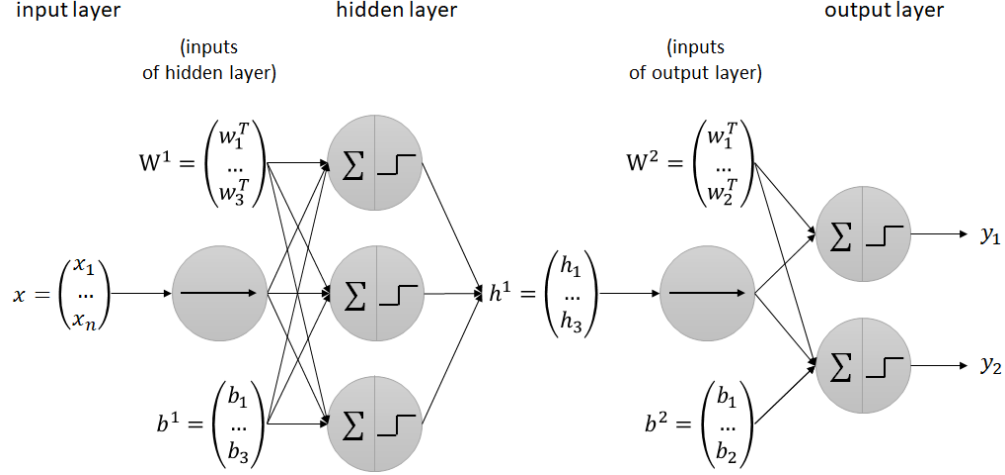 input layer
hidden layer
output layer
(inputs
of hidden layer)
(inputs
of output layer)
W¹ = (w₁ᵀ
...
w₃ᵀ)
∑
W² = (w₁ᵀ
...
w₂ᵀ)
∑
y₁
x = (x₁
...
xₙ)
∑
h¹ = (h₁
...
h₃)
∑
y₂
b¹ = (b₁
...
b₃)
∑
b² = (b₁
...
b₂)